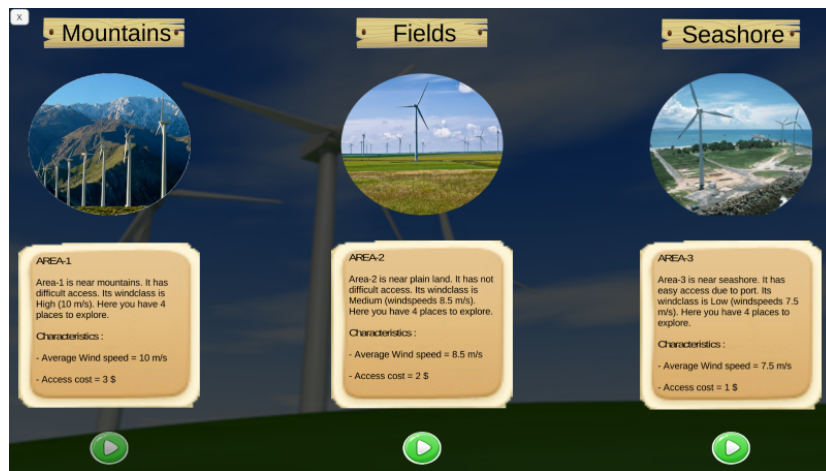 x
Mountains
Fields
Seashore
AREA-1
Area-1 is near mountains. It has
difficult access. Its windclass is
High (10 m/s). Here you have 4
places to explore.
Characteristics :
- Average Wind speed = 10 m/s
- Access cost = 3 $
AREA-2
Area-2 is near plain land. It has not
difficult access. Its windclass is
Medium (windspeeds 8.5 m/s).
Here you have 4 places to explore.
Characteristics :
- Average Wind speed = 8.5 m/s
- Access cost = 2 $
AREA-3
Area-3 is near seashore. It has
easy access due to port. Its
windclass is Low (windspeeds 7.5
m/s). Here you have 4 places to
explore.
Characteristics :
- Average Wind speed = 7.5 m/s
- Access cost = 1 $